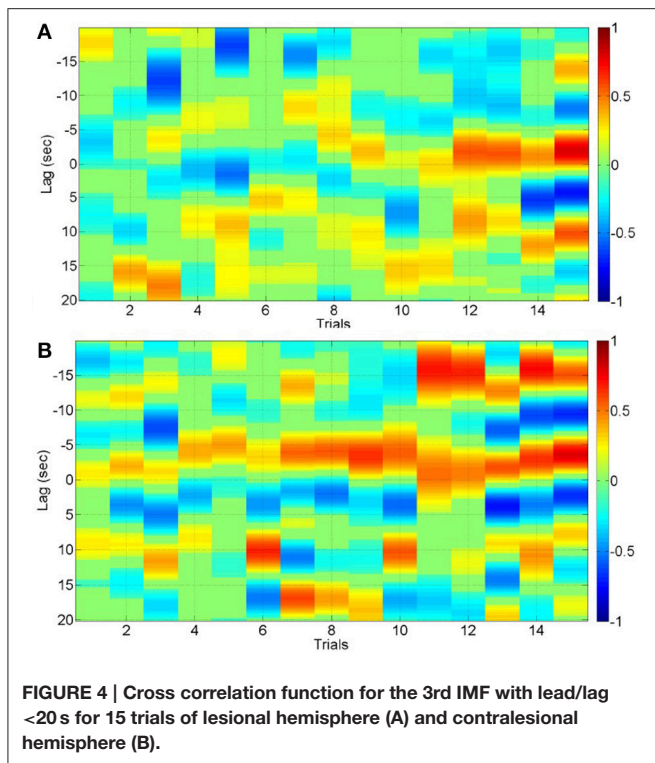 A
-15
-10
-5
0
5
10
15
20
Lag (sec)
2 4 6 8 10 12 14
Trials
1
0.5
0
-0.5
-1
B
-15
-10
-5
0
5
10
15
20
Lag (sec)
2 4 6 8 10 12 14
Trials
1
0.5
0
-0.5
-1
FIGURE 4 | Cross correlation function for the 3rd IMF with lead/lag
<20 s for 15 trials of lesional hemisphere (A) and contralesional
hemisphere (B).